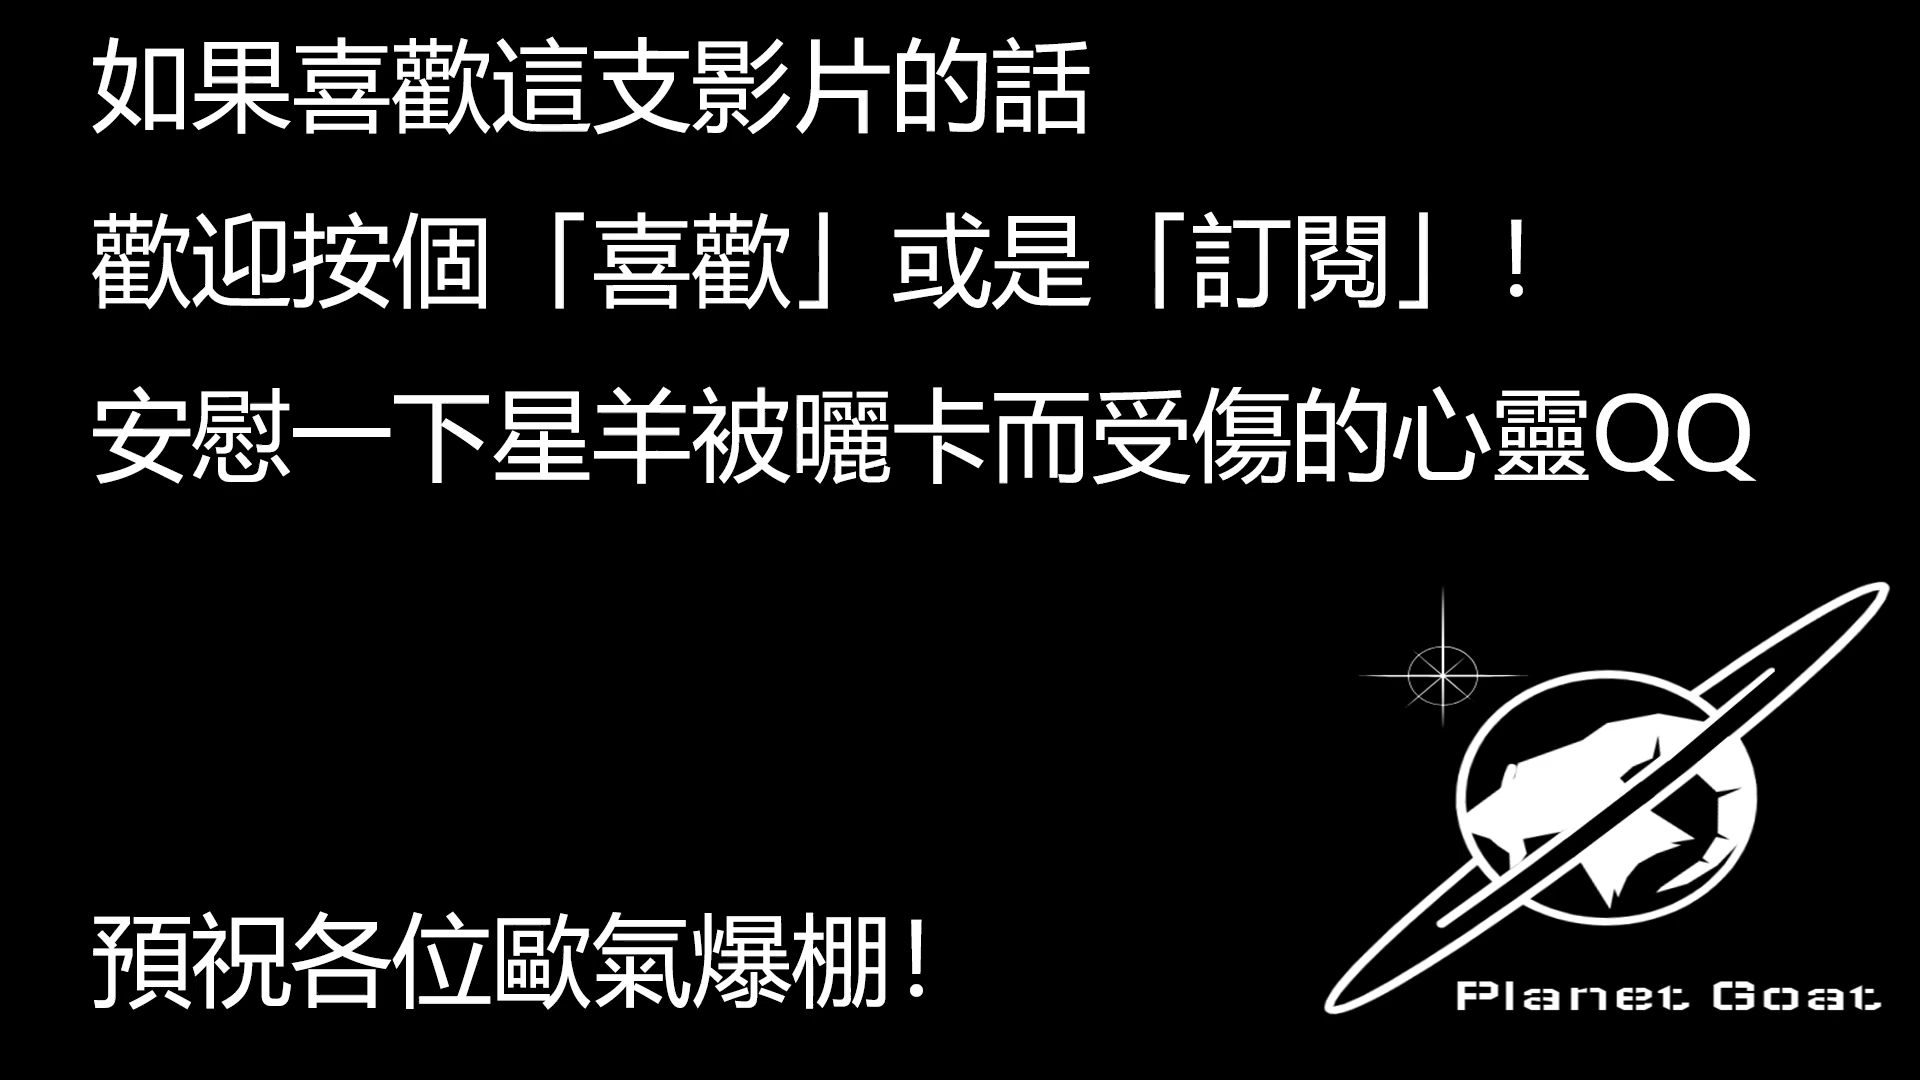 如果喜歡這支影片的話
歡迎按個「喜歡」或是「訂閱」!
安慰一下星羊被曬卡而受傷的心靈QQ
預祝各位歐氣爆棚!
Planet Goat